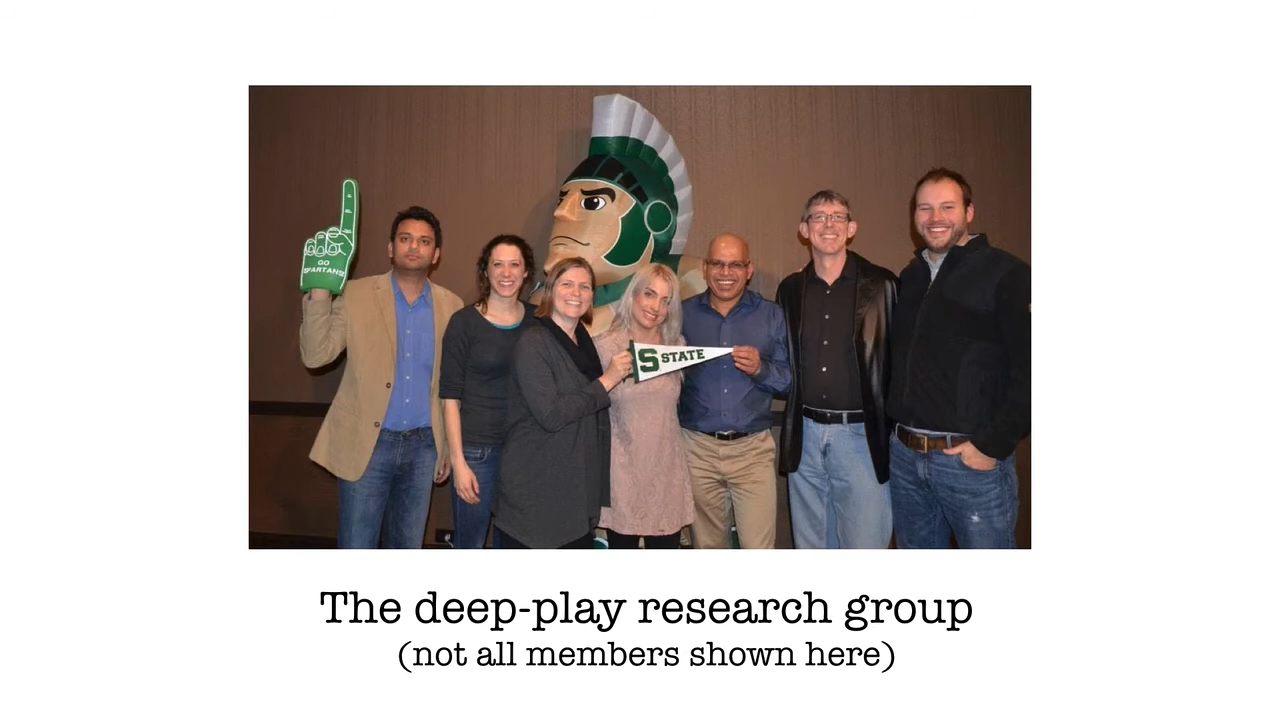 GO
SPARTANS
S STATE
The deep-play research group
(not all members shown here)